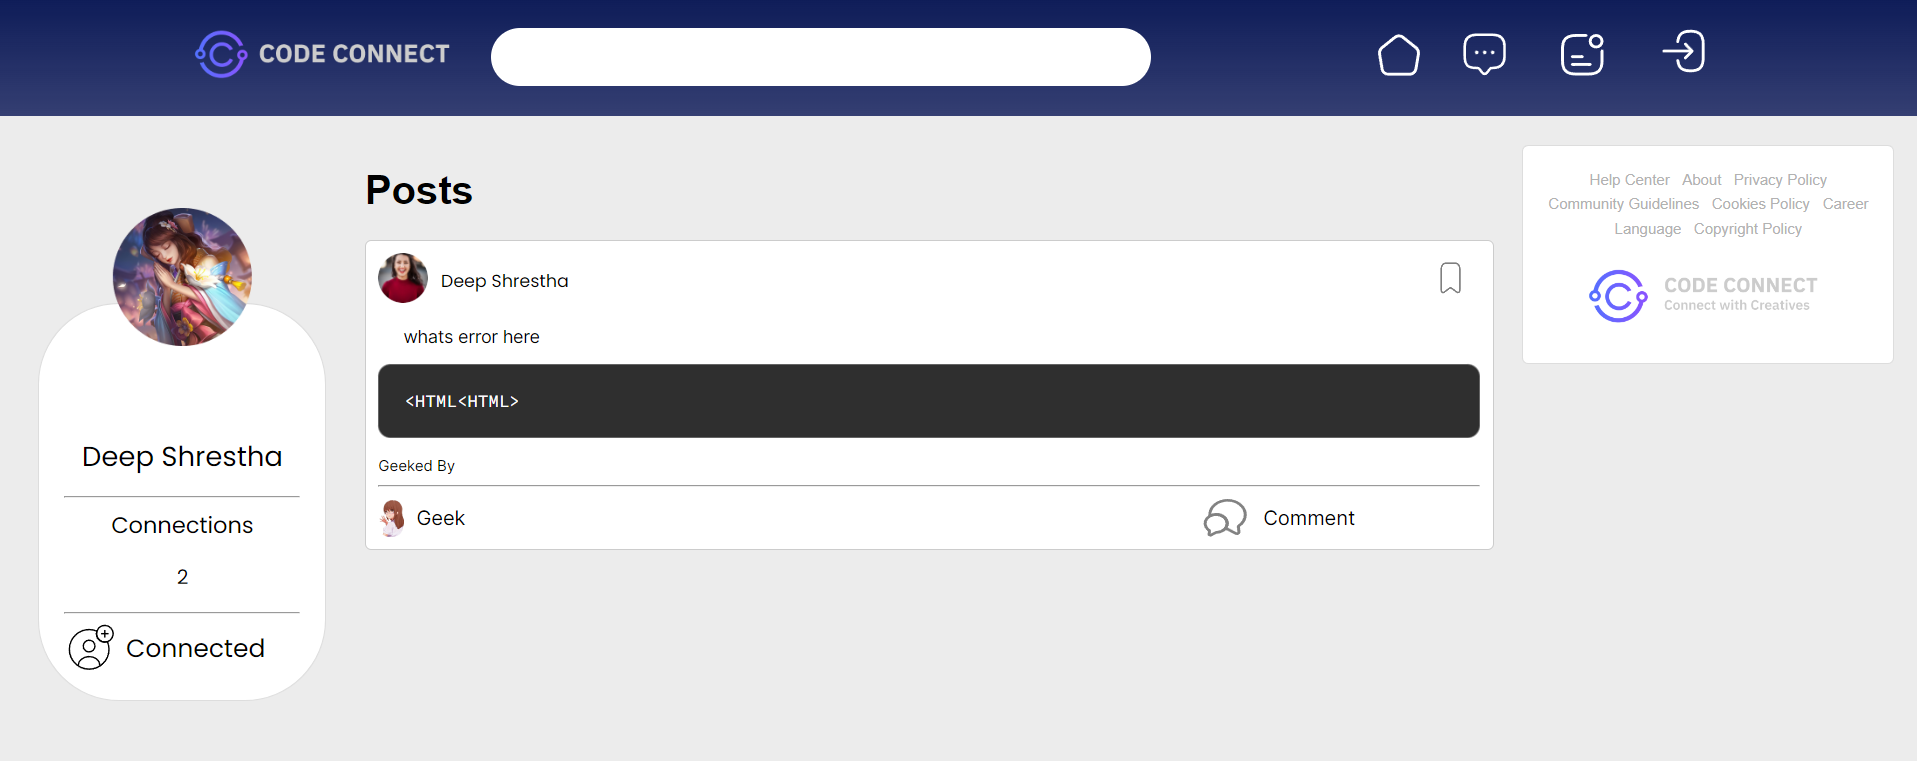 CODE CONNECT
Posts
Deep Shrestha
whats error here
<HTML<HTML>
Geeked By
Geek
Comment
Deep Shrestha
Connections
2
Connected
Help Center About Privacy Policy
Community Guidelines Cookies Policy Career
Language Copyright Policy
CODE CONNECT
Connect with Creatives